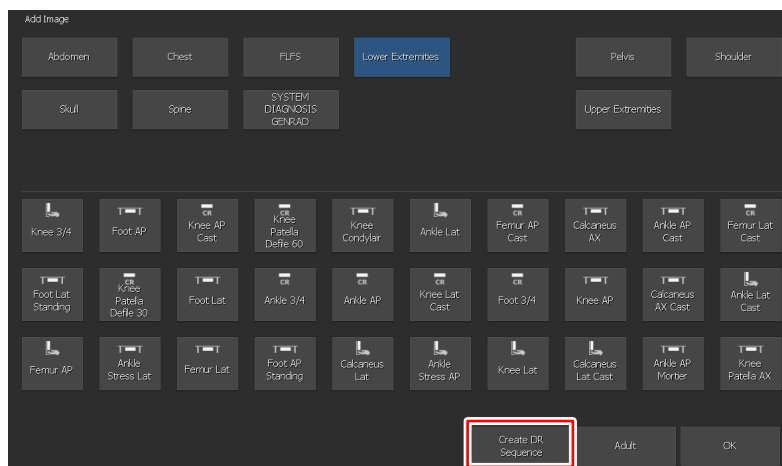 Add Image
Abdomen
Chest
FLFS
Lower Extremities
Pelvis
Shoulder
Skull
Spine
SYSTEM
DIAGNOSIS
GENRAD
Upper Extremities
Knee 3/4
Foot AP
CR
Knee AP
Cast
CR
Knee
Patella
Defile 60
Knee
Condylair
Ankle Lat
CR
Femur AP
Cast
Calcaneus
AX
Ankle AP
Cast
CR
Femur Lat
Cast
Foot Lat
Standing
CR
Knee
Patella
Defile 30
Foot Lat
CR
Ankle 3/4
CR
Ankle AP
CR
Knee Lat
Cast
CR
Foot 3/4
Knee AP
Calcaneus
AX Cast
Ankle Lat
Cast
Femur AP
Ankle
Stress Lat
Femur Lat
Foot AP
Standing
Calcaneus
Lat
Ankle
Stress AP
Knee Lat
Calcaneus
Lat Cast
Ankle AP
Mortier
Knee
Patella AX
Create DR
Sequence
Adult
OK